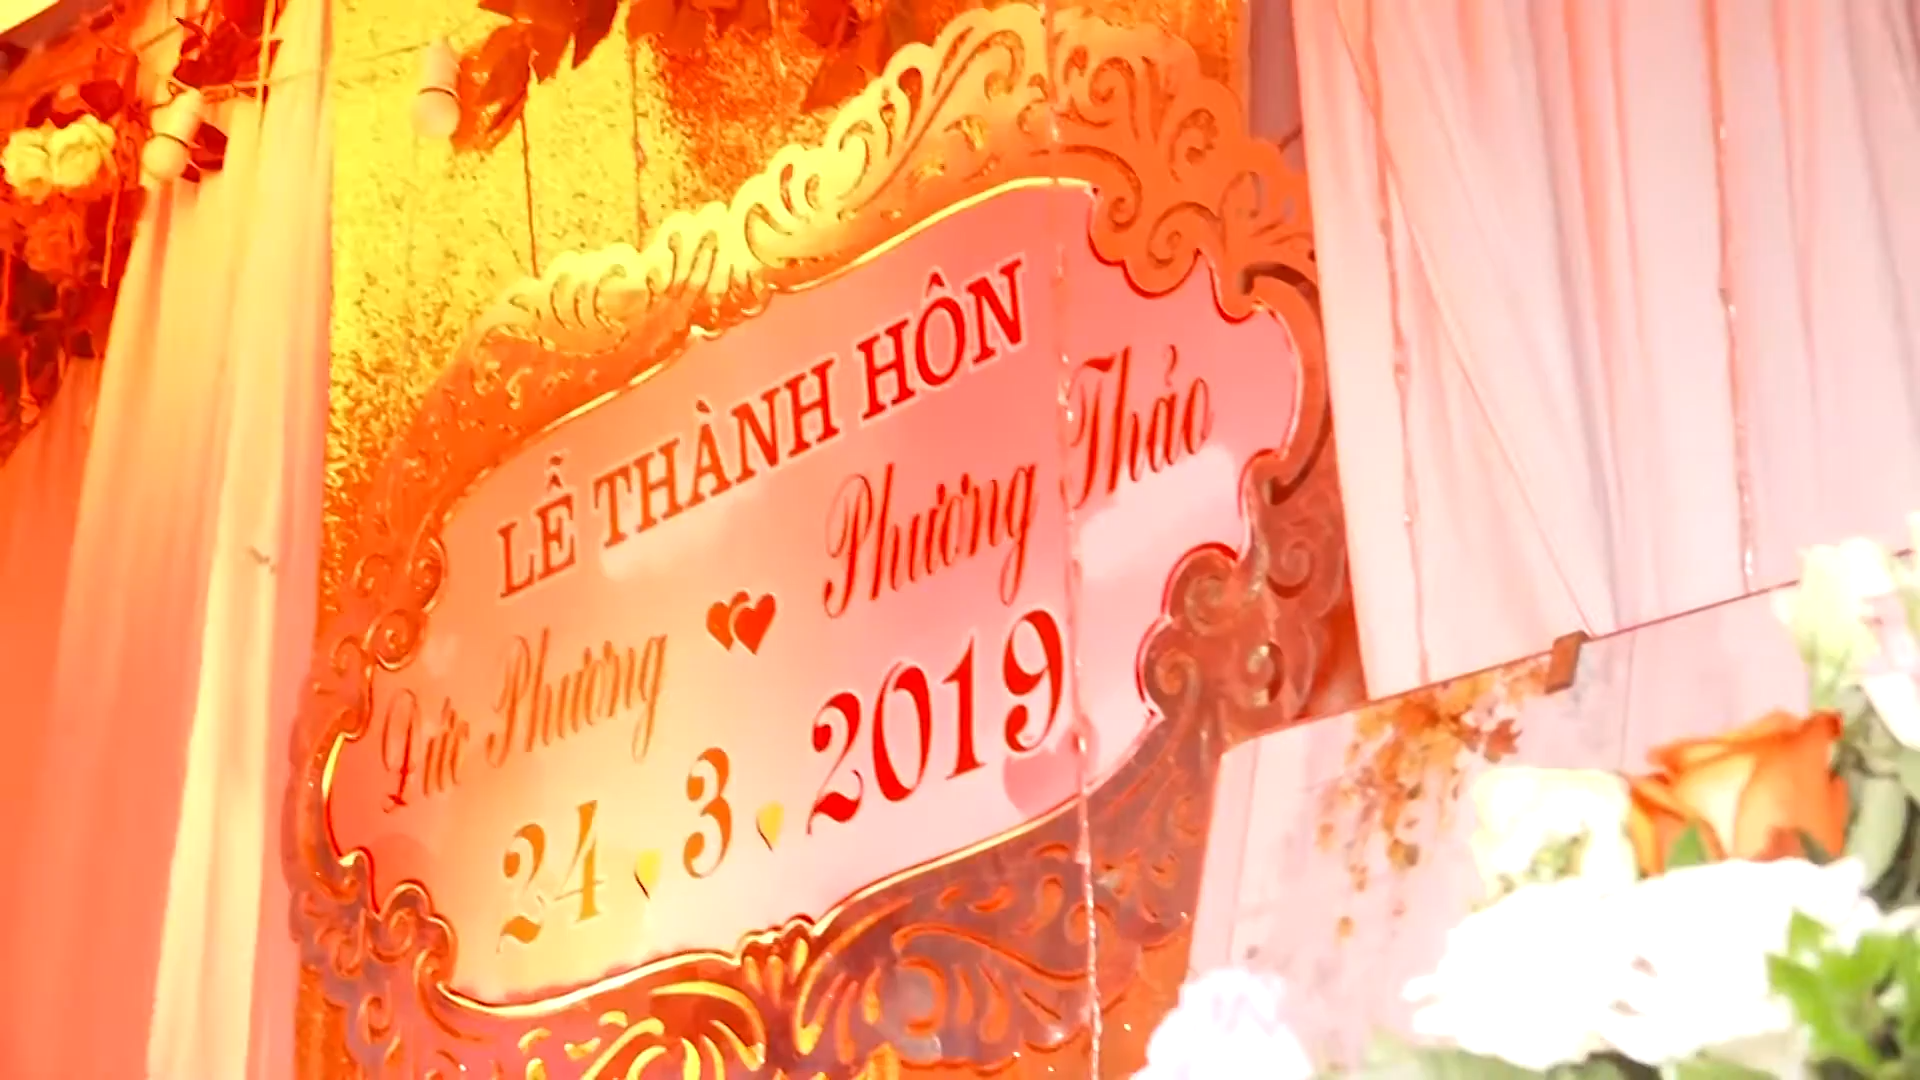 LỄ THÀNH HÔN
Đức Phương Phương Thảo
24 . 3 . 2019